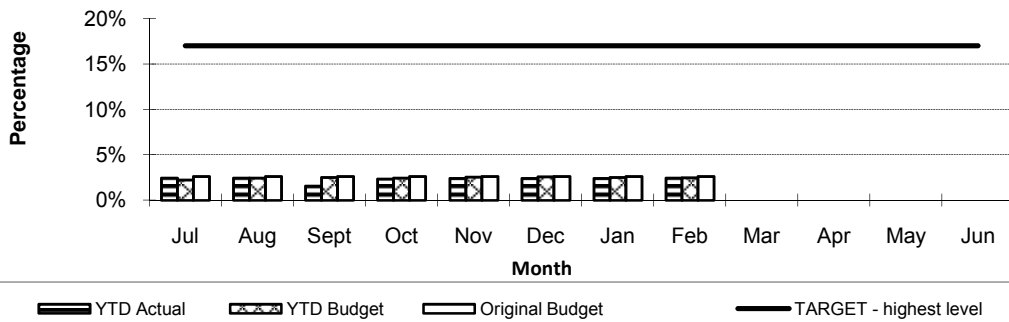 Percentage
20%
15%
10%
5%
0%
Jul Aug Sept Oct Nov Dec Jan Feb Mar Apr May Jun
Month
YTD Actual YTD Budget Original Budget TARGET - highest level